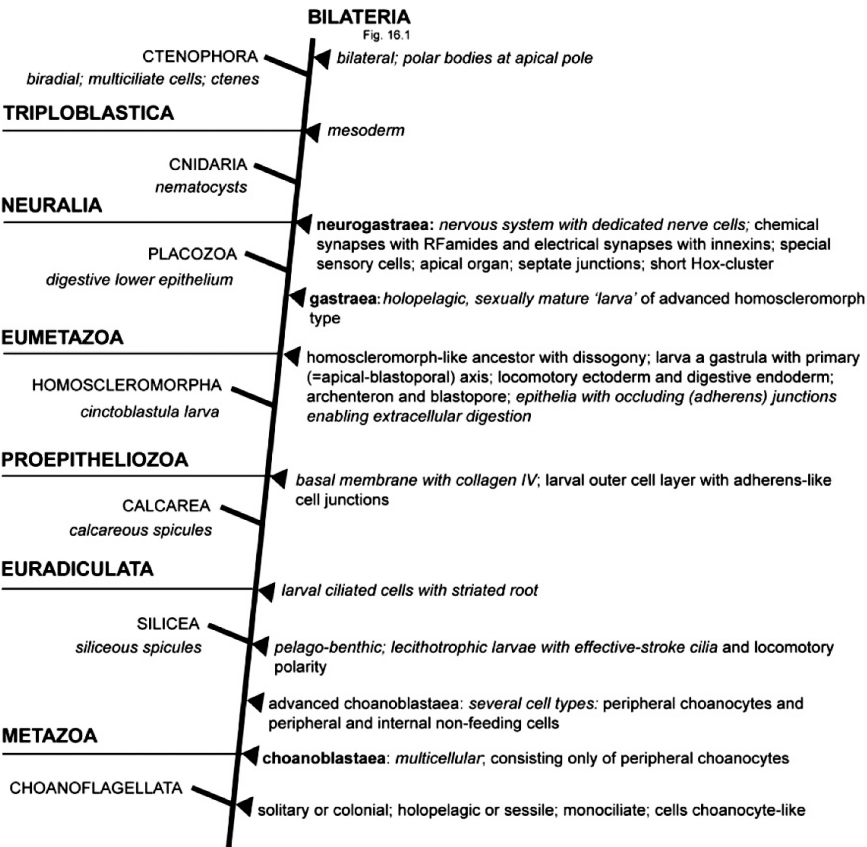 BILATERIA
Fig. 16.1
CTENOPHORA
biradial; multiciliate cells; ctenes
bilateral; polar bodies at apical pole
TRIPLOBLASTICA
mesoderm
CNIDARIA
nematocysts
NEURALIA
neurogastraea: nervous system with dedicated nerve cells; chemical
synapses with RFamides and electrical synapses with innexins; special
sensory cells; apical organ; septate junctions; short Hox-cluster
PLACOZOA
digestive lower epithelium
gastraea: holopelagic, sexually mature ‘larva’ of advanced homoscleromorph
type
EUMETAZOA
homoscleromorph-like ancestor with dissogony; larva a gastrula with primary
(=apical-blastoporal) axis; locomotory ectoderm and digestive endoderm;
archenteron and blastopore; epithelia with occluding (adherens) junctions
enabling extracellular digestion
HOMOSCLEROMORPHA
cinctoblastula larva
PROEPITHELIOZOA
basal membrane with collagen IV; larval outer cell layer with adherens-like
cell junctions
CALCAREA
calcareous spicules
EURADICULATA
larval ciliated cells with striated root
SILICEA
siliceous spicules
pelago-benthic; lecithotrophic larvae with effective-stroke cilia and locomotory
polarity
advanced choanoblastaea: several cell types: peripheral choanocytes and
peripheral and internal non-feeding cells
METAZOA
choanoblastaea: multicellular; consisting only of peripheral choanocytes
CHOANOFLAGELLATA
solitary or colonial; holopelagic or sessile; monociliate; cells choanocyte-like